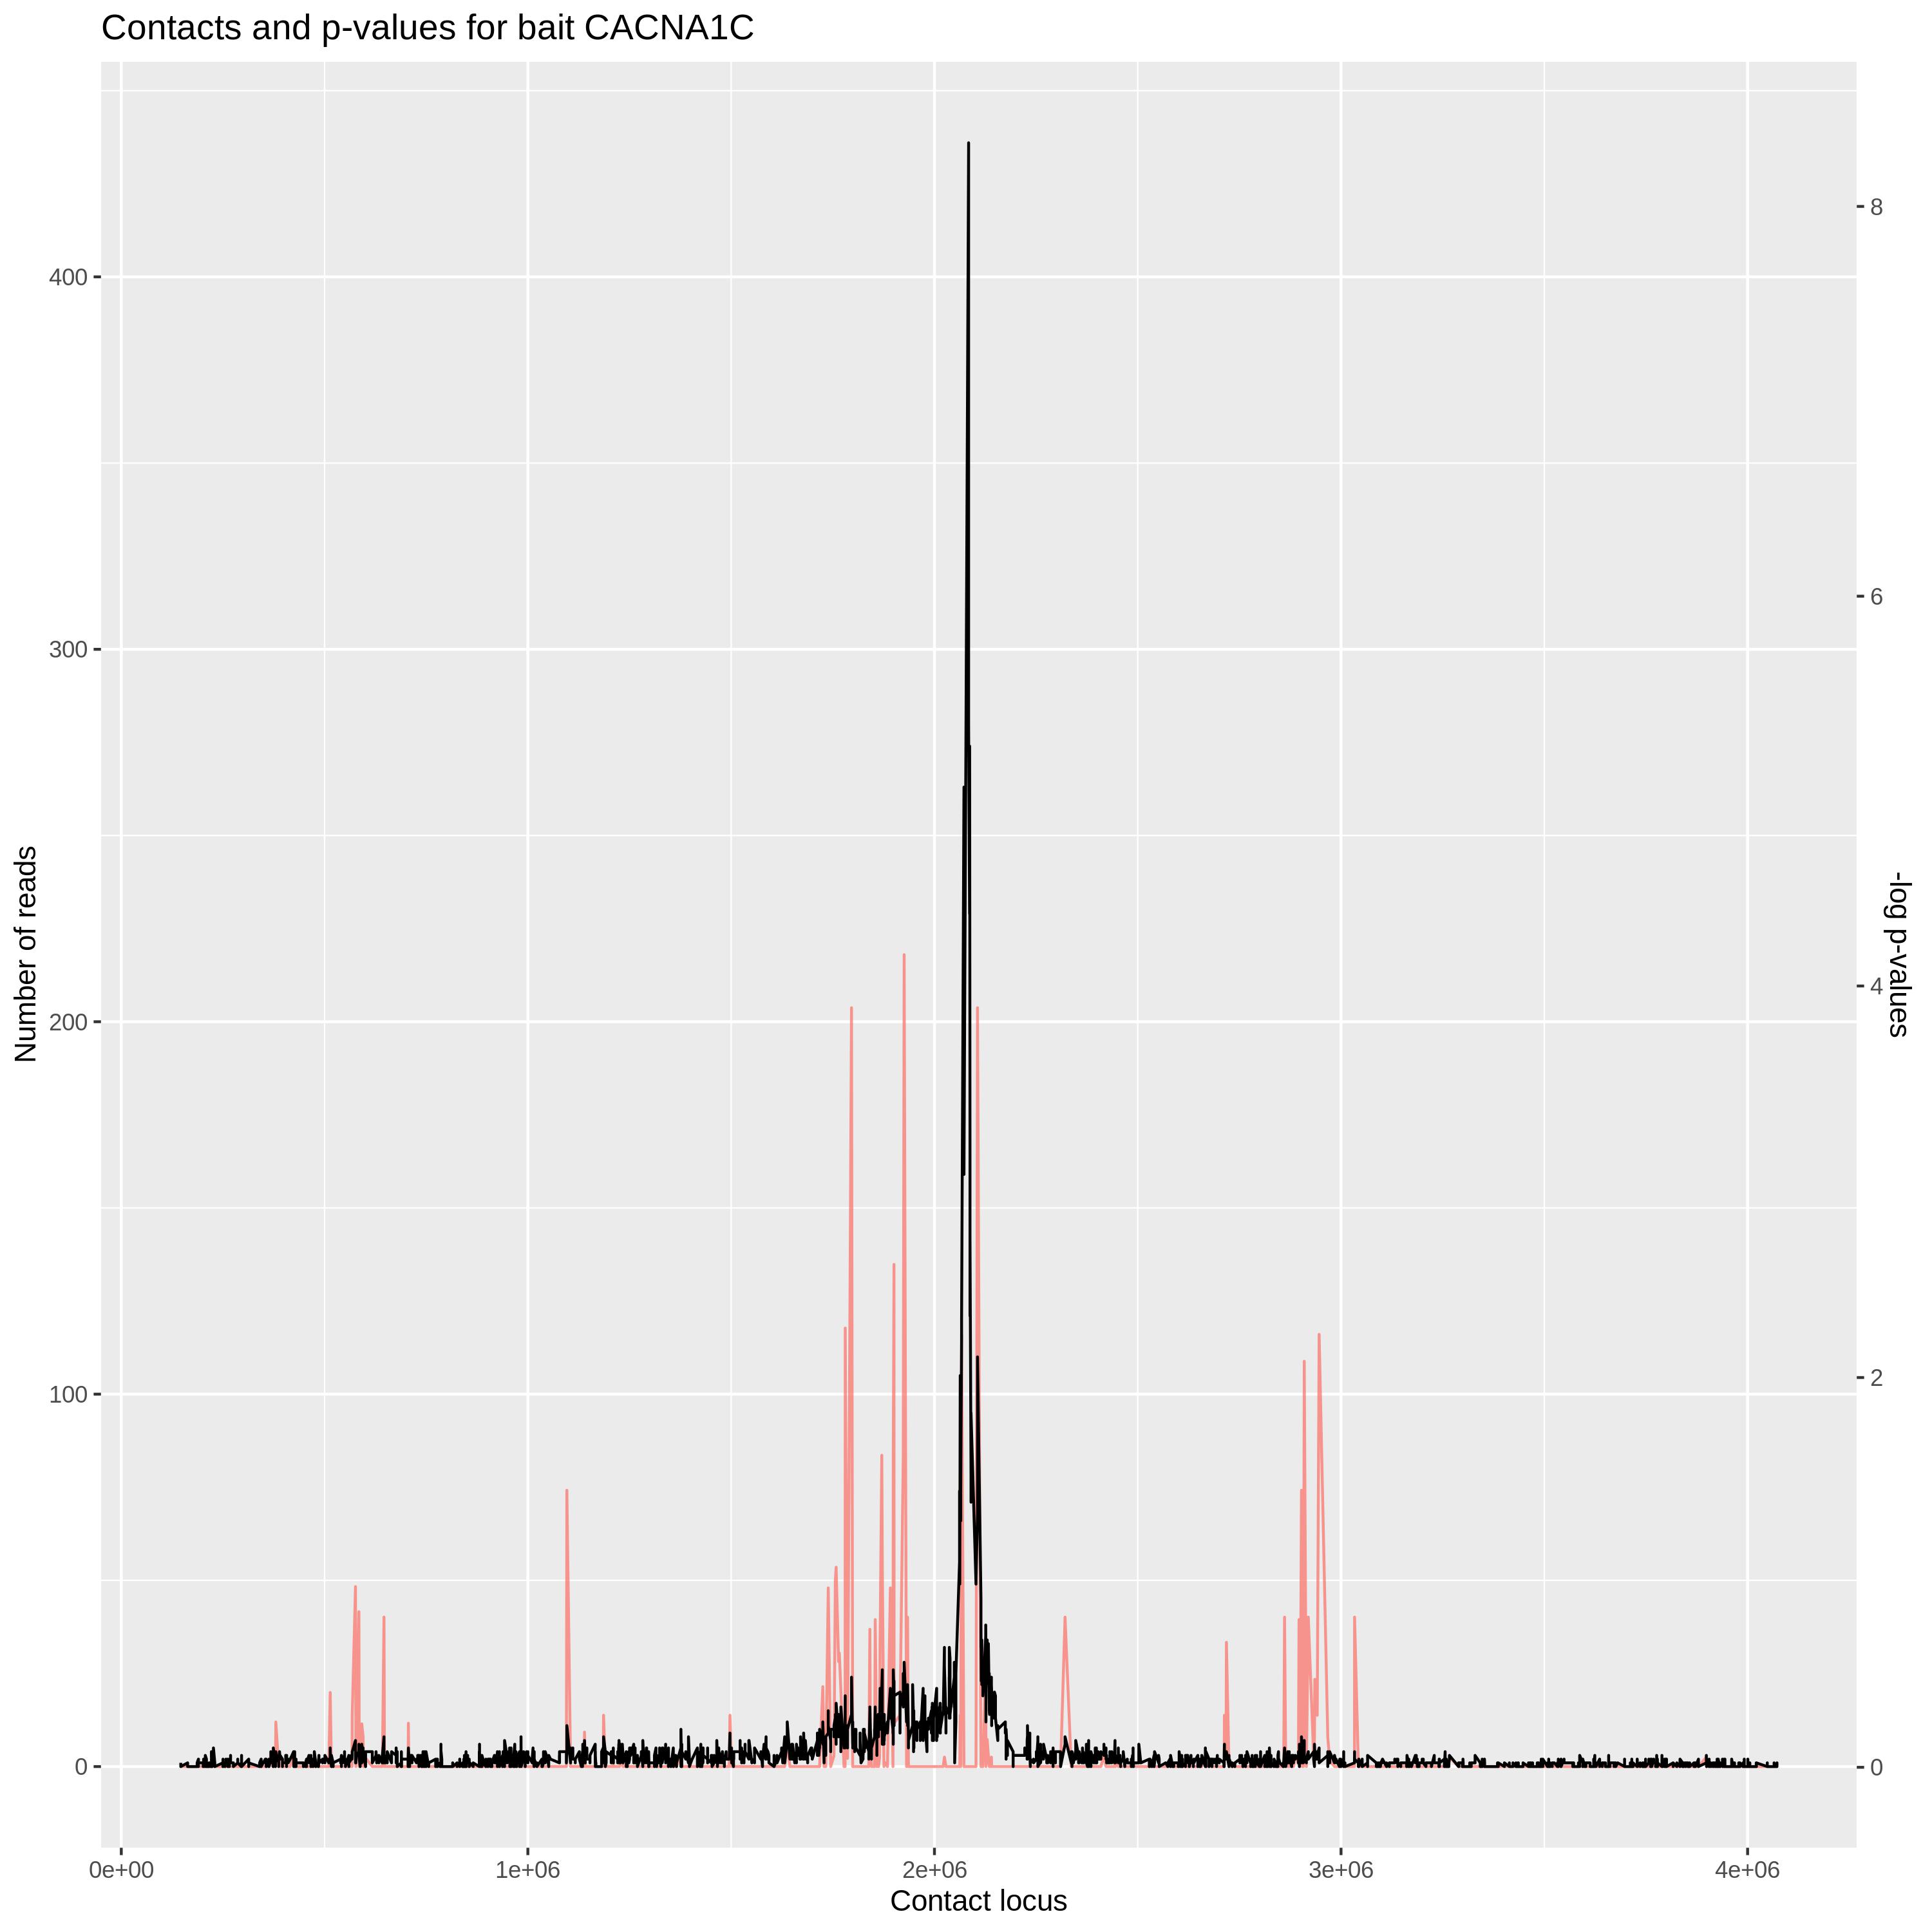 Contacts and p-values for bait CACNA1C
Number of reads
400
300
200
100
0
8
6
4
2
0
-log p-values
0e+00 1e+06 2e+06 3e+06 4e+06
Contact locus